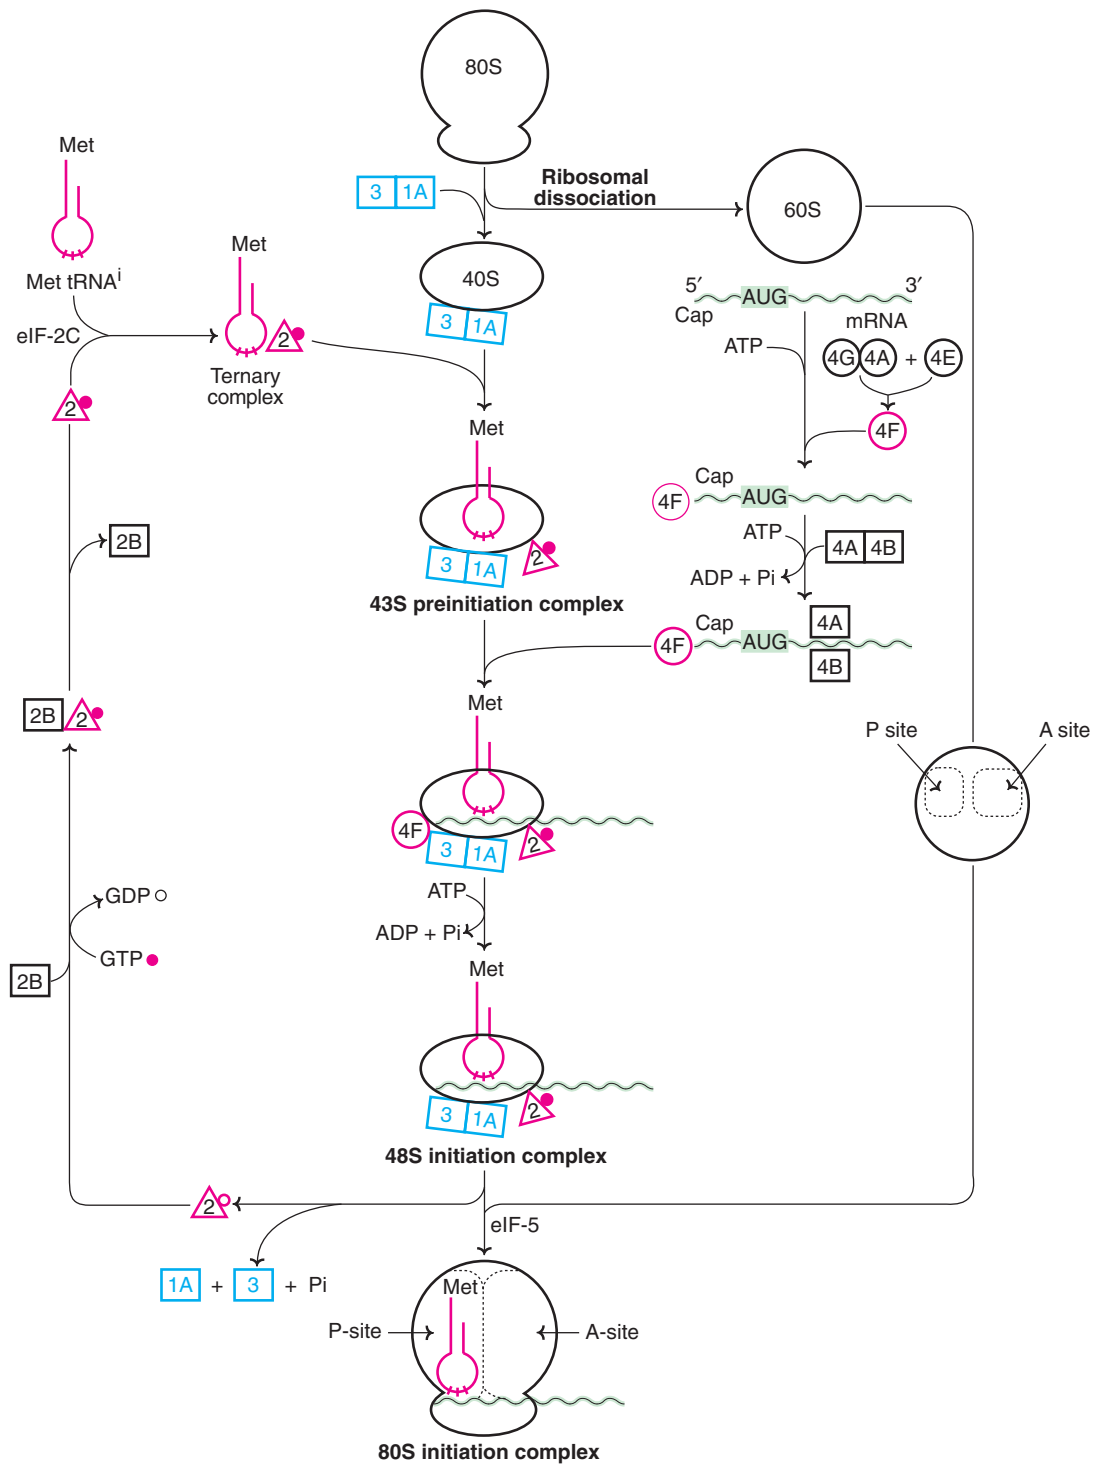 80S
Met
3 1A
Ribosomal
dissociation
60S
Met
40S
Met tRNAi
3 1A
5′ AUG 3′
Cap
mRNA
eIF-2C
2
ATP
4G 4A + 4E
Ternary
complex
2
Met
4F
Cap
4F AUG
2B
ATP
4A 4B
3 1A 2
ADP + Pi
43S preinitiation complex
Cap
4A
4F AUG
4B
Met
2B 2
P site
A site
4F
3 1A 2
ATP
GDP
ADP + Pi
GTP
Met
2B
3 1A 2
48S initiation complex
2
eIF-5
1A + 3 + Pi
Met
P-site
A-site
80S initiation complex